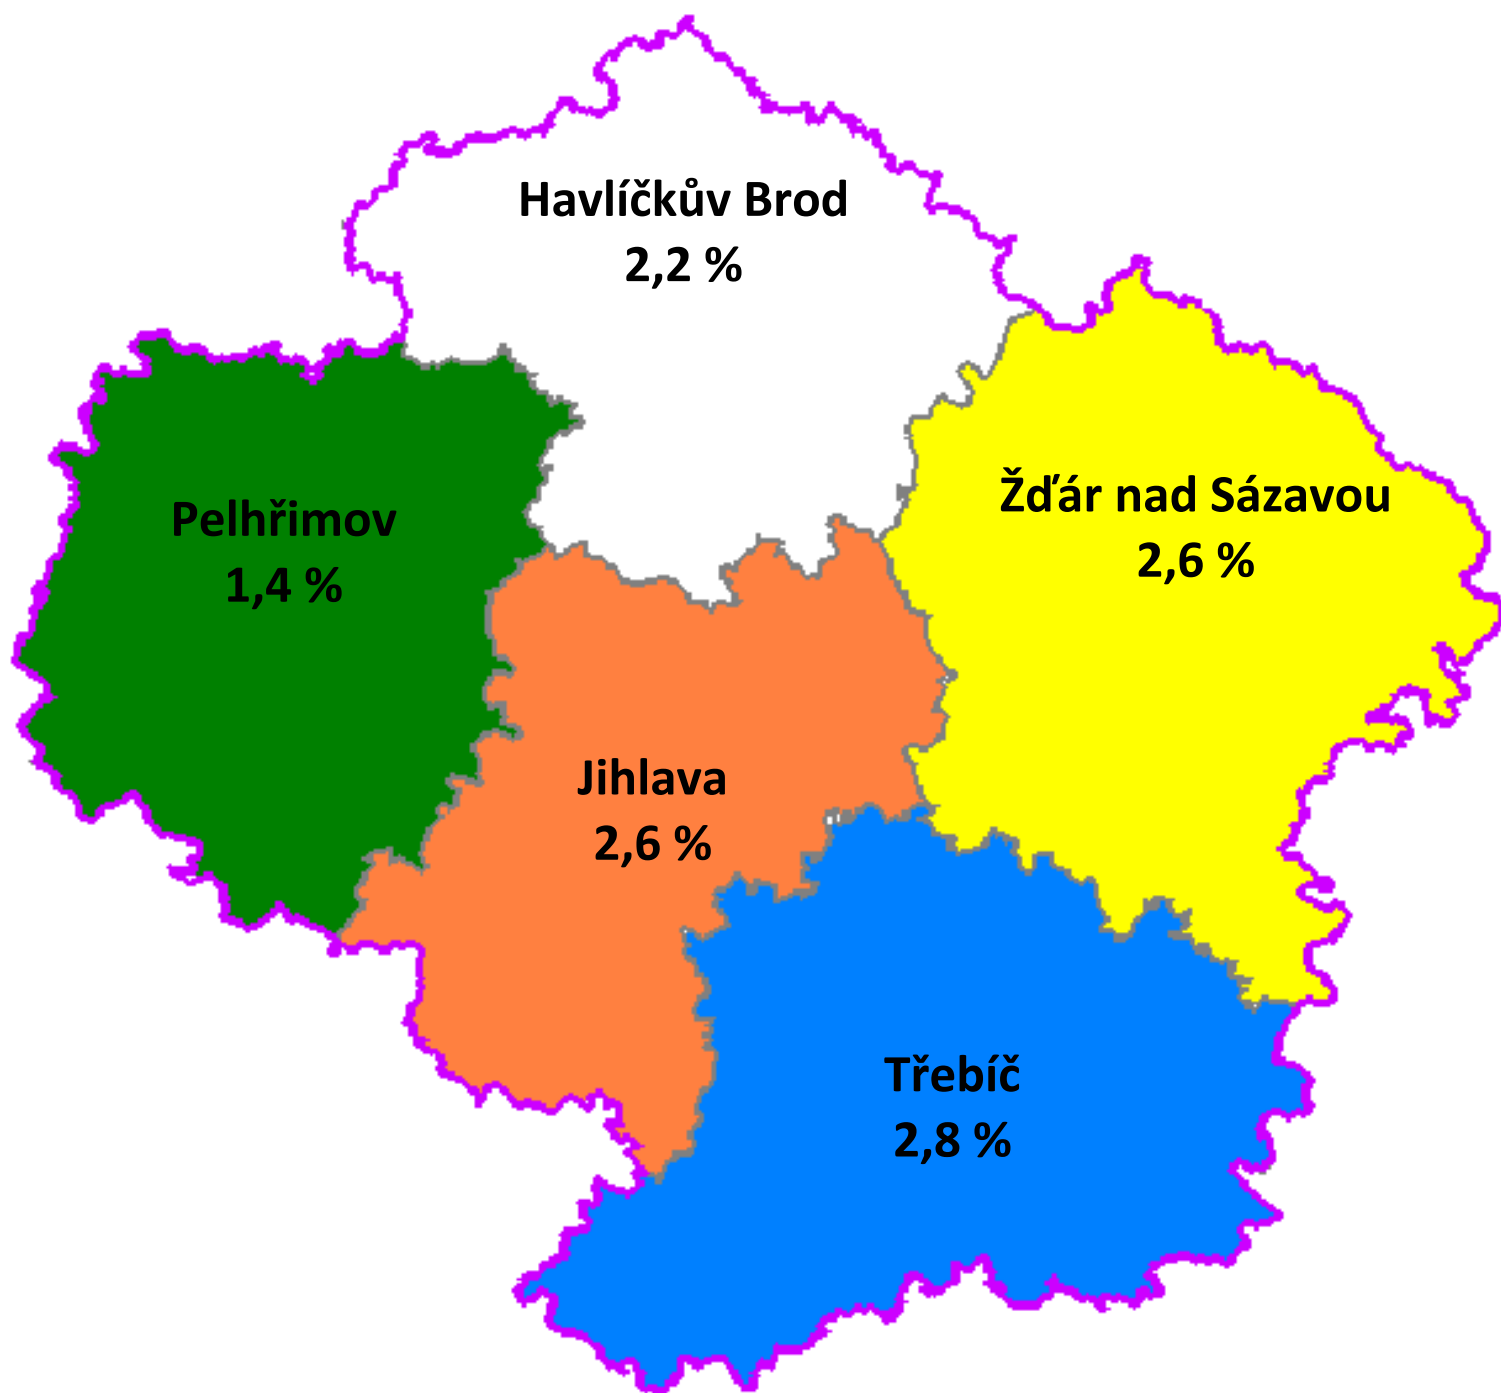 Havlíčkův Brod
2,2 %
Žďár nad Sázavou
2,6 %
Pelhřimov
1,4 %
Jihlava
2,6 %
Třebíč
2,8 %